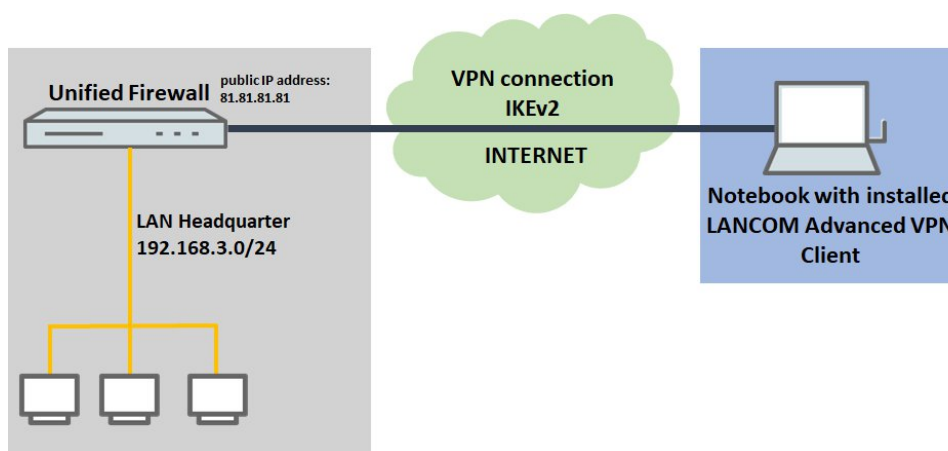 Unified Firewall
public IP address:
81.81.81.81
VPN connection
IKEv2
INTERNET
LAN Headquarter
192.168.3.0/24
Notebook with installed
LANCOM Advanced VPN
Client